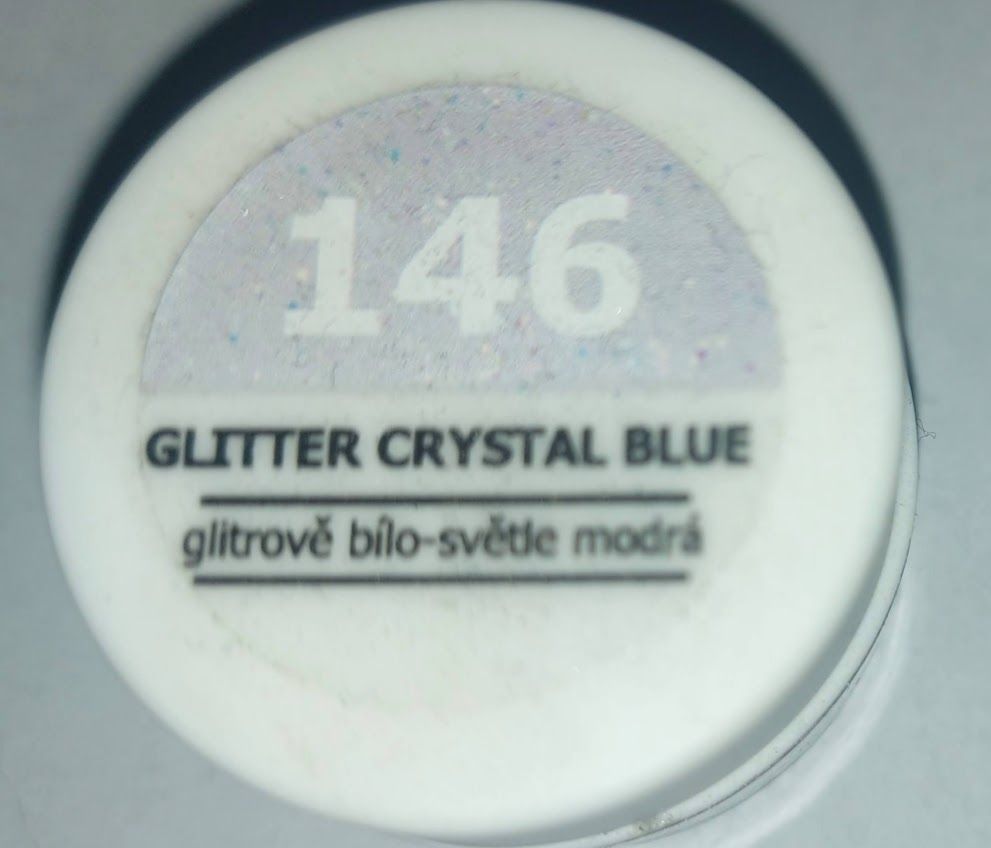 146
GLITTER CRYSTAL BLUE
glitrově bílo-světle modrá